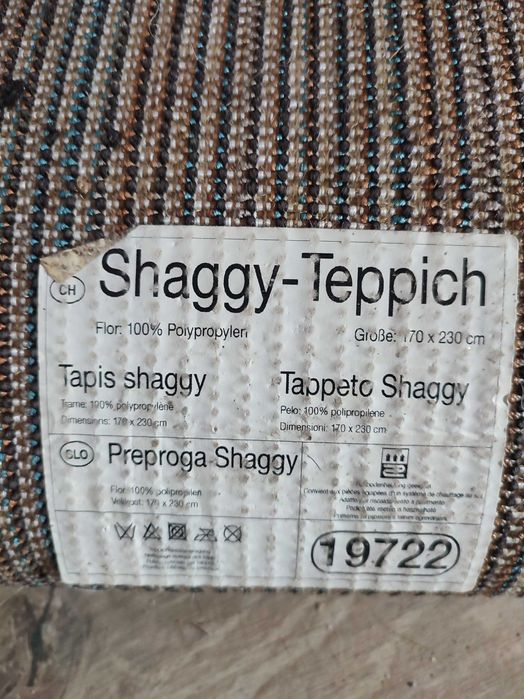 CH
Shaggy-Teppich
Flor: 100% Polypropylen
Größe: 170 x 230 cm
Tapis shaggy
Trame: 100% polypropylène
Dimensions: 170 x 230 cm
Tappeto Shaggy
Pelo: 100% polipropilene
Dimensioni: 170 x 230 cm
SLO
Preproga Shaggy
Flor: 100% polipropilen
Velikost: 170 x 230 cm
19722